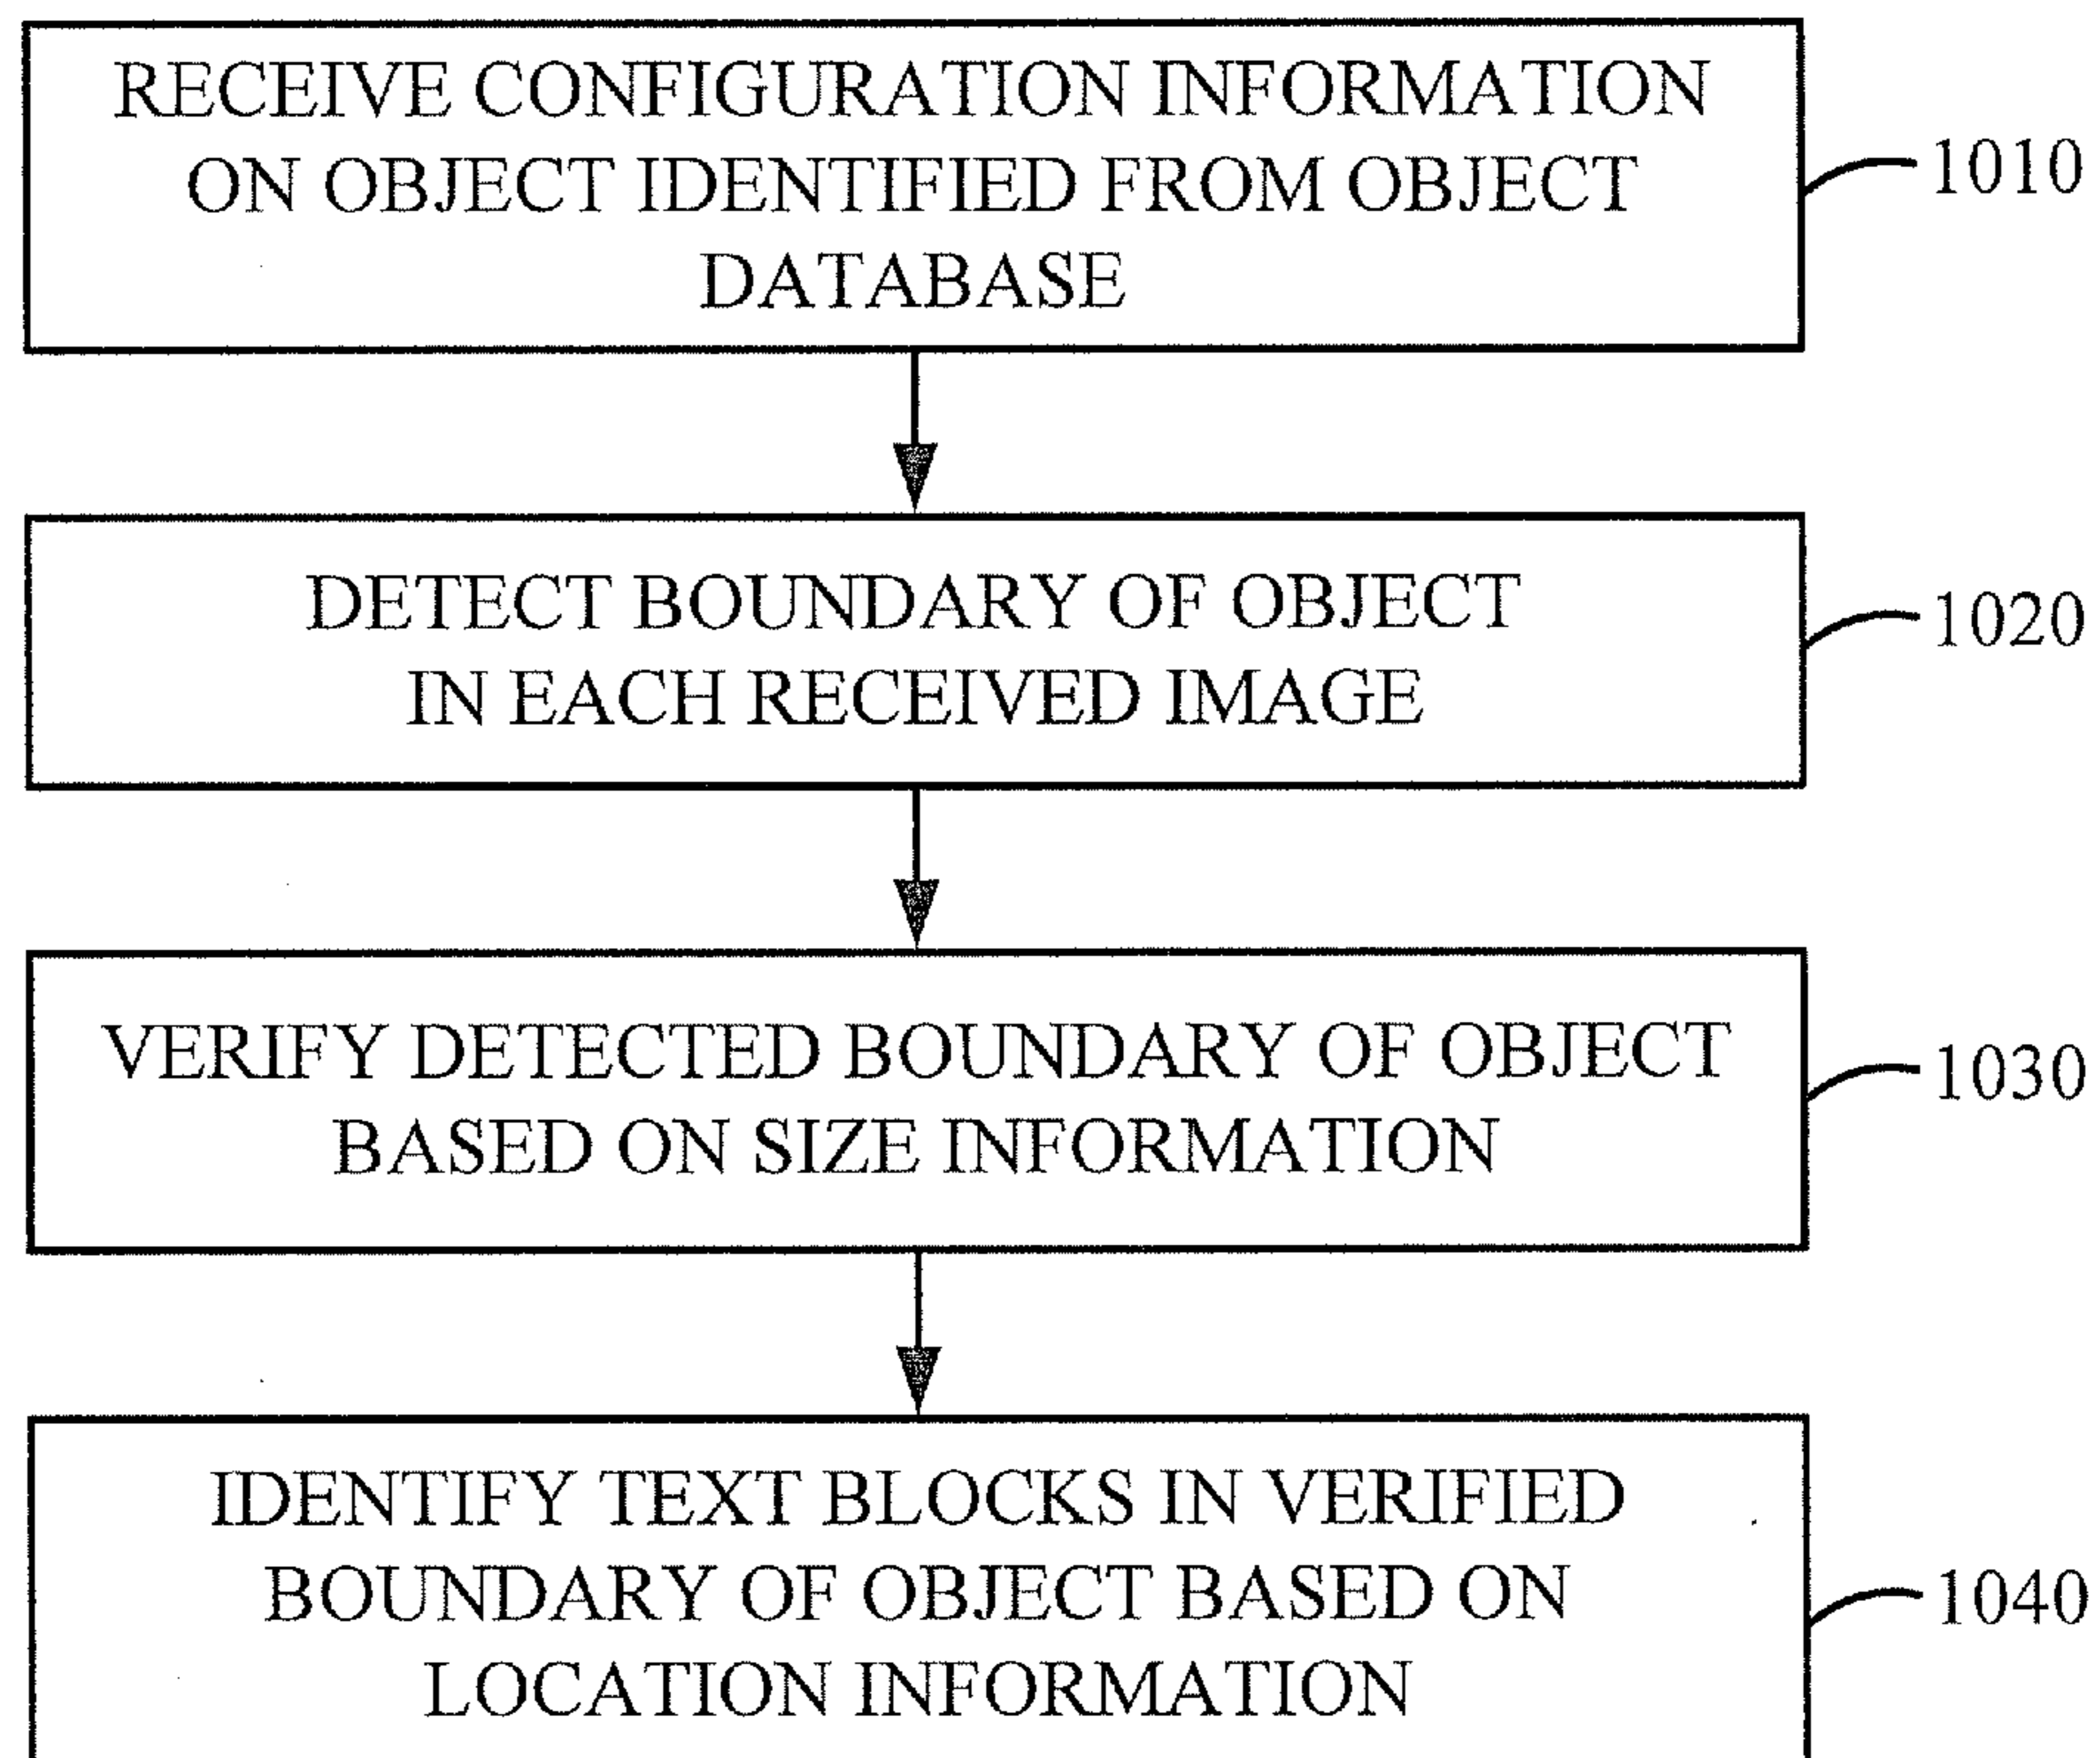 RECEIVE CONFIGURATION INFORMATION
ON OBJECT IDENTIFIED FROM OBJECT
DATABASE
1010
DETECT BOUNDARY OF OBJECT
IN EACH RECEIVED IMAGE
1020
VERIFY DETECTED BOUNDARY OF OBJECT
BASED ON SIZE INFORMATION
1030
IDENTIFY TEXT BLOCKS IN VERIFIED
BOUNDARY OF OBJECT BASED ON
LOCATION INFORMATION
1040